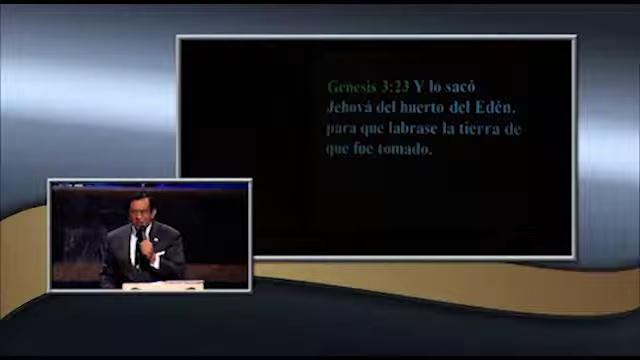 Genesis 3:23 Y lo sacó
Jehová del huerto del Edén,
para que labrase la tierra de
que fue tomado.